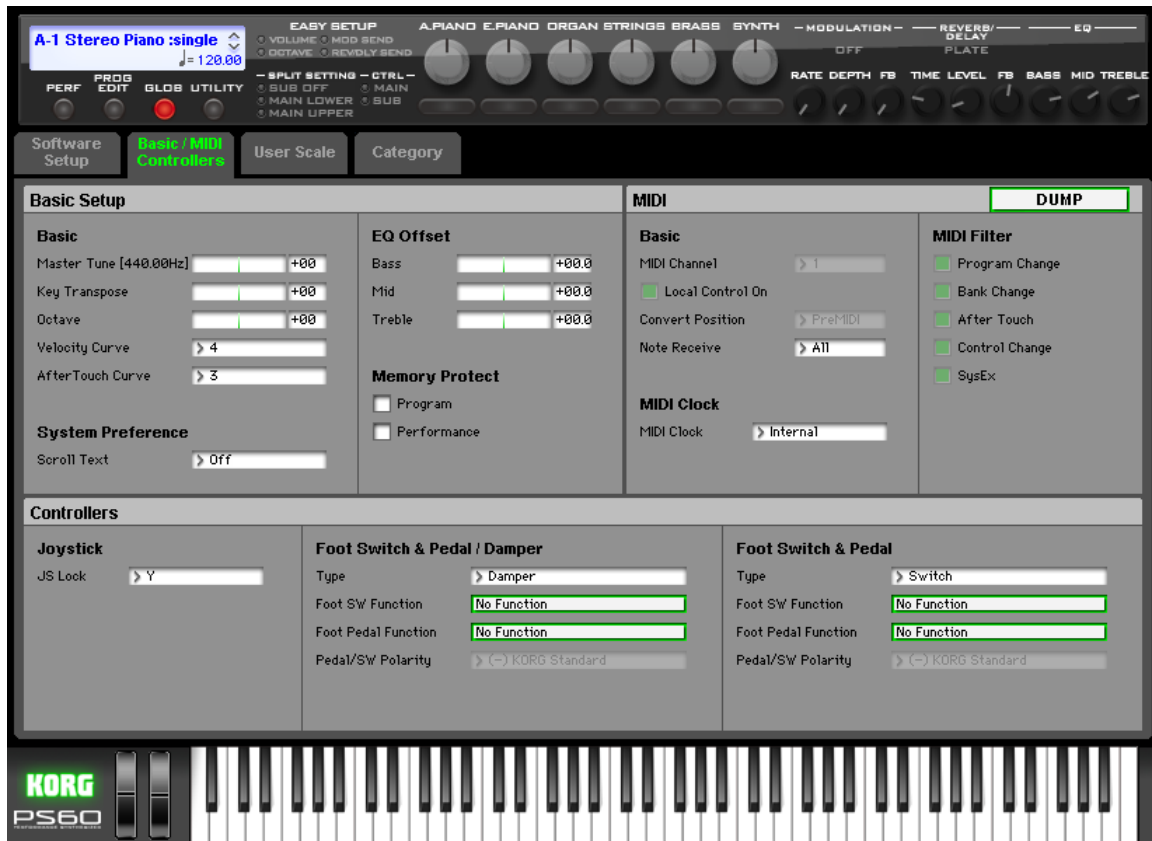 A-1 Stereo Piano :single
♩= 120.00
PERF
PROG EDIT
GLOB
UTILITY
EASY SETUP
VOLUME
MOD SEND
OCTAVE
REV/DLY SEND
SPLIT SETTING
CTRL
SUB OFF
MAIN
MAIN LOWER
SUB
MAIN UPPER
A.PIANO
E.PIANO
ORGAN
STRINGS
BRASS
SYNTH
MODULATION
OFF
RATE
DEPTH
FB
REVERB/
DELAY
PLATE
TIME
LEVEL
FB
EQ
BASS
MID
TREBLE
Software
Setup
Basic / MIDI
Controllers
User Scale
Category
Basic Setup
Basic
Master Tune [440.00Hz]
+00
Key Transpose
+00
Octave
+00
Velocity Curve
> 4
AfterTouch Curve
> 3
System Preference
Scroll Text
> Off
EQ Offset
Bass
+00.0
Mid
+00.0
Treble
+00.0
Memory Protect
Program
Performance
MIDI
DUMP
Basic
MIDI Channel
> 1
Local Control On
Convert Position
> PreMIDI
Note Receive
> All
MIDI Clock
MIDI Clock
> Internal
MIDI Filter
Program Change
Bank Change
After Touch
Control Change
SysEx
Controllers
Joystick
JS Lock
> Y
Foot Switch & Pedal / Damper
Type
> Damper
Foot SW Function
No Function
Foot Pedal Function
No Function
Pedal/SW Polarity
> (-) KORG Standard
Foot Switch & Pedal
Type
> Switch
Foot SW Function
No Function
Foot Pedal Function
No Function
Pedal/SW Polarity
> (-) KORG Standard
KORG
PS60
PERFORMANCE SYNTHESIZER